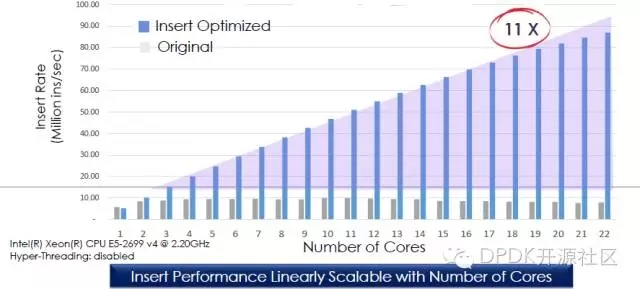 100.00
90.00
80.00
70.00
60.00
50.00
40.00
30.00
20.00
10.00
-
Insert Rate
(Million ins/sec)
Insert Optimized
Original
11 X
1 2 3 4 5 6 7 8 9 10 11 12 13 14 15 16 17 18 19 20 21 22
Number of Cores
Intel(R) Xeon(R) CPU E5-2699 v4 @ 2.20GHz
Hyper-Threading: disabled
DPDK开源社区
Insert Performance Linearly Scalable with Number of Cores